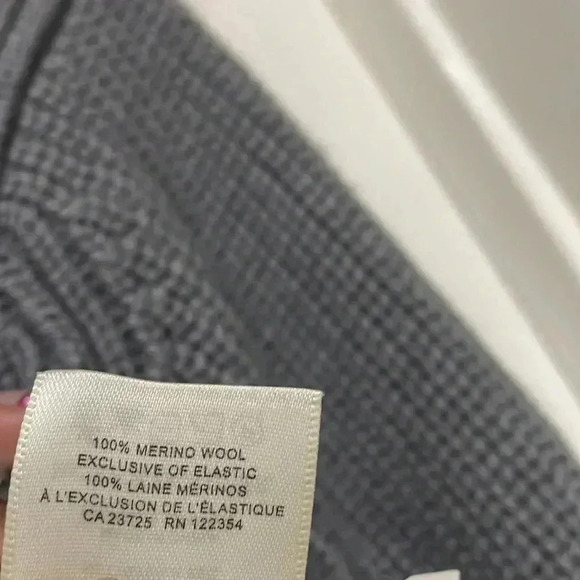 100% MERINO WOOL
EXCLUSIVE OF ELASTIC
100% LAINE MÉRINOS
À L'EXCLUSION DE L'ÉLASTIQUE
CA 23725 RN 122354